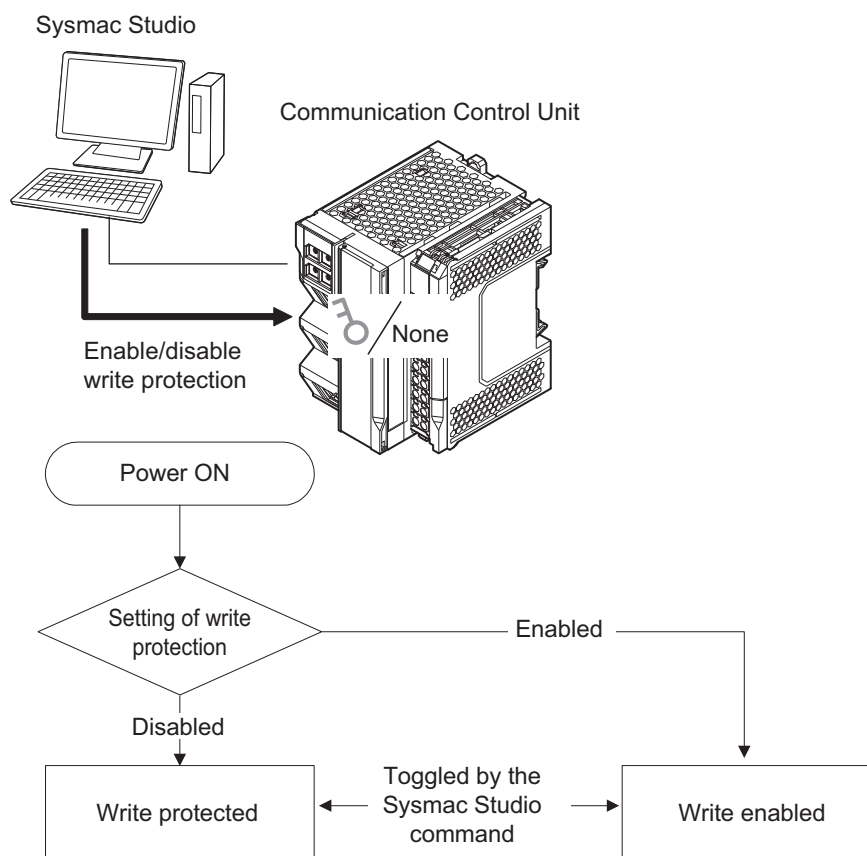 Sysmac Studio
Communication Control Unit
None
Enable/disable
write protection
Power ON
Setting of write
protection
Enabled
Disabled
Write protected
Toggled by the
Sysmac Studio
command
Write enabled